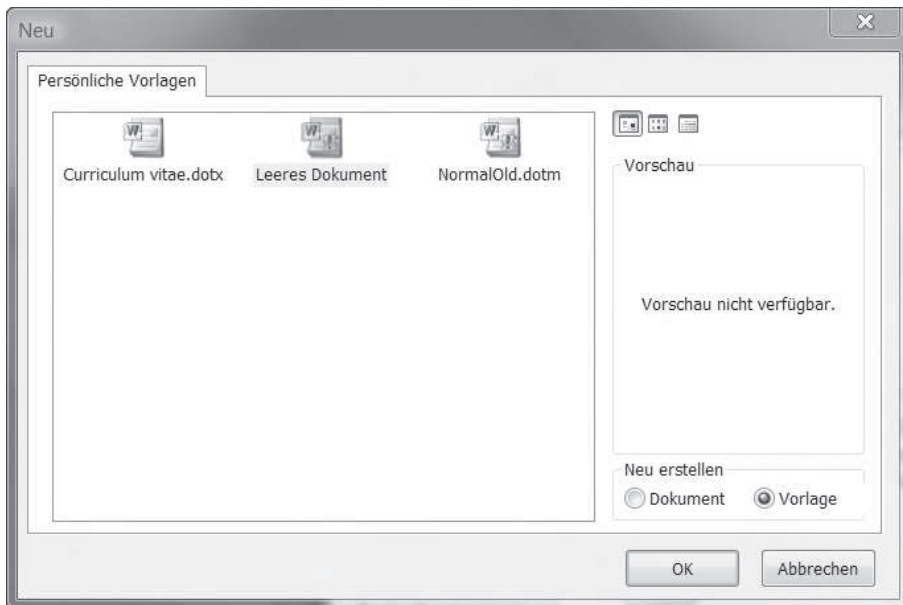 Neu
Persönliche Vorlagen
Curriculum vitae.dotx Leeres Dokument NormalOld.dotm
Vorschau
Vorschau nicht verfügbar.
Neu erstellen
Dokument Vorlage
OK Abbrechen